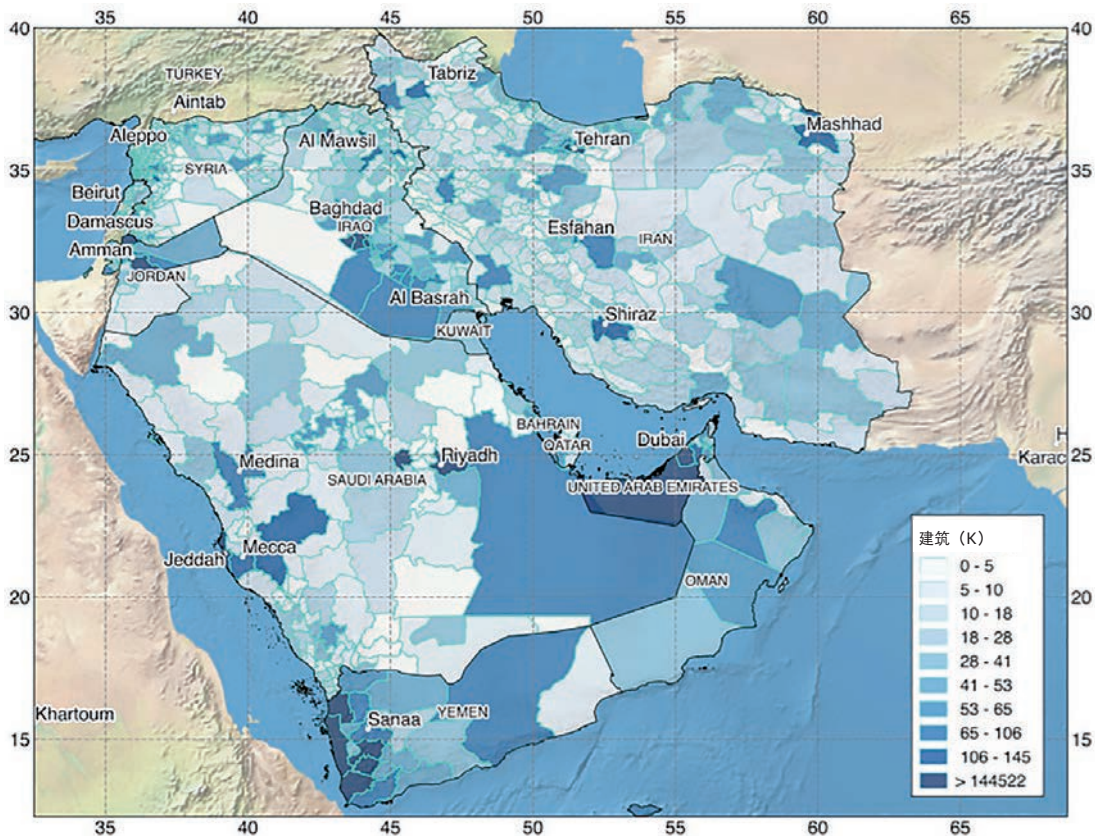 35 40 45 50 55 60 65
40 40
TURKEY
Tabriz
Aintab
Aleppo
Al Mawsil
Tehran
Mashhad
35 35
SYRIA
Beirut
Baghdad
Damascus
IRAQ
Esfahan
IRAN
Amman
JORDAN
Al Basrah
30 30
KUWAIT
Shiraz
BAHRAIN
QATAR
Dubai
H
25 25
Medina
Riyadh
Karac
SAUDI ARABIA
UNITED ARAB EMIRATES
Jeddah
Mecca
OMAN
20 20
Khartoum
Sanaa
YEMEN
15 15
建筑（K）
0 - 5
5 - 10
10 - 18
18 - 28
28 - 41
41 - 53
53 - 65
65 - 106
106 - 145
> 144522
35 40 45 50 55 60 65